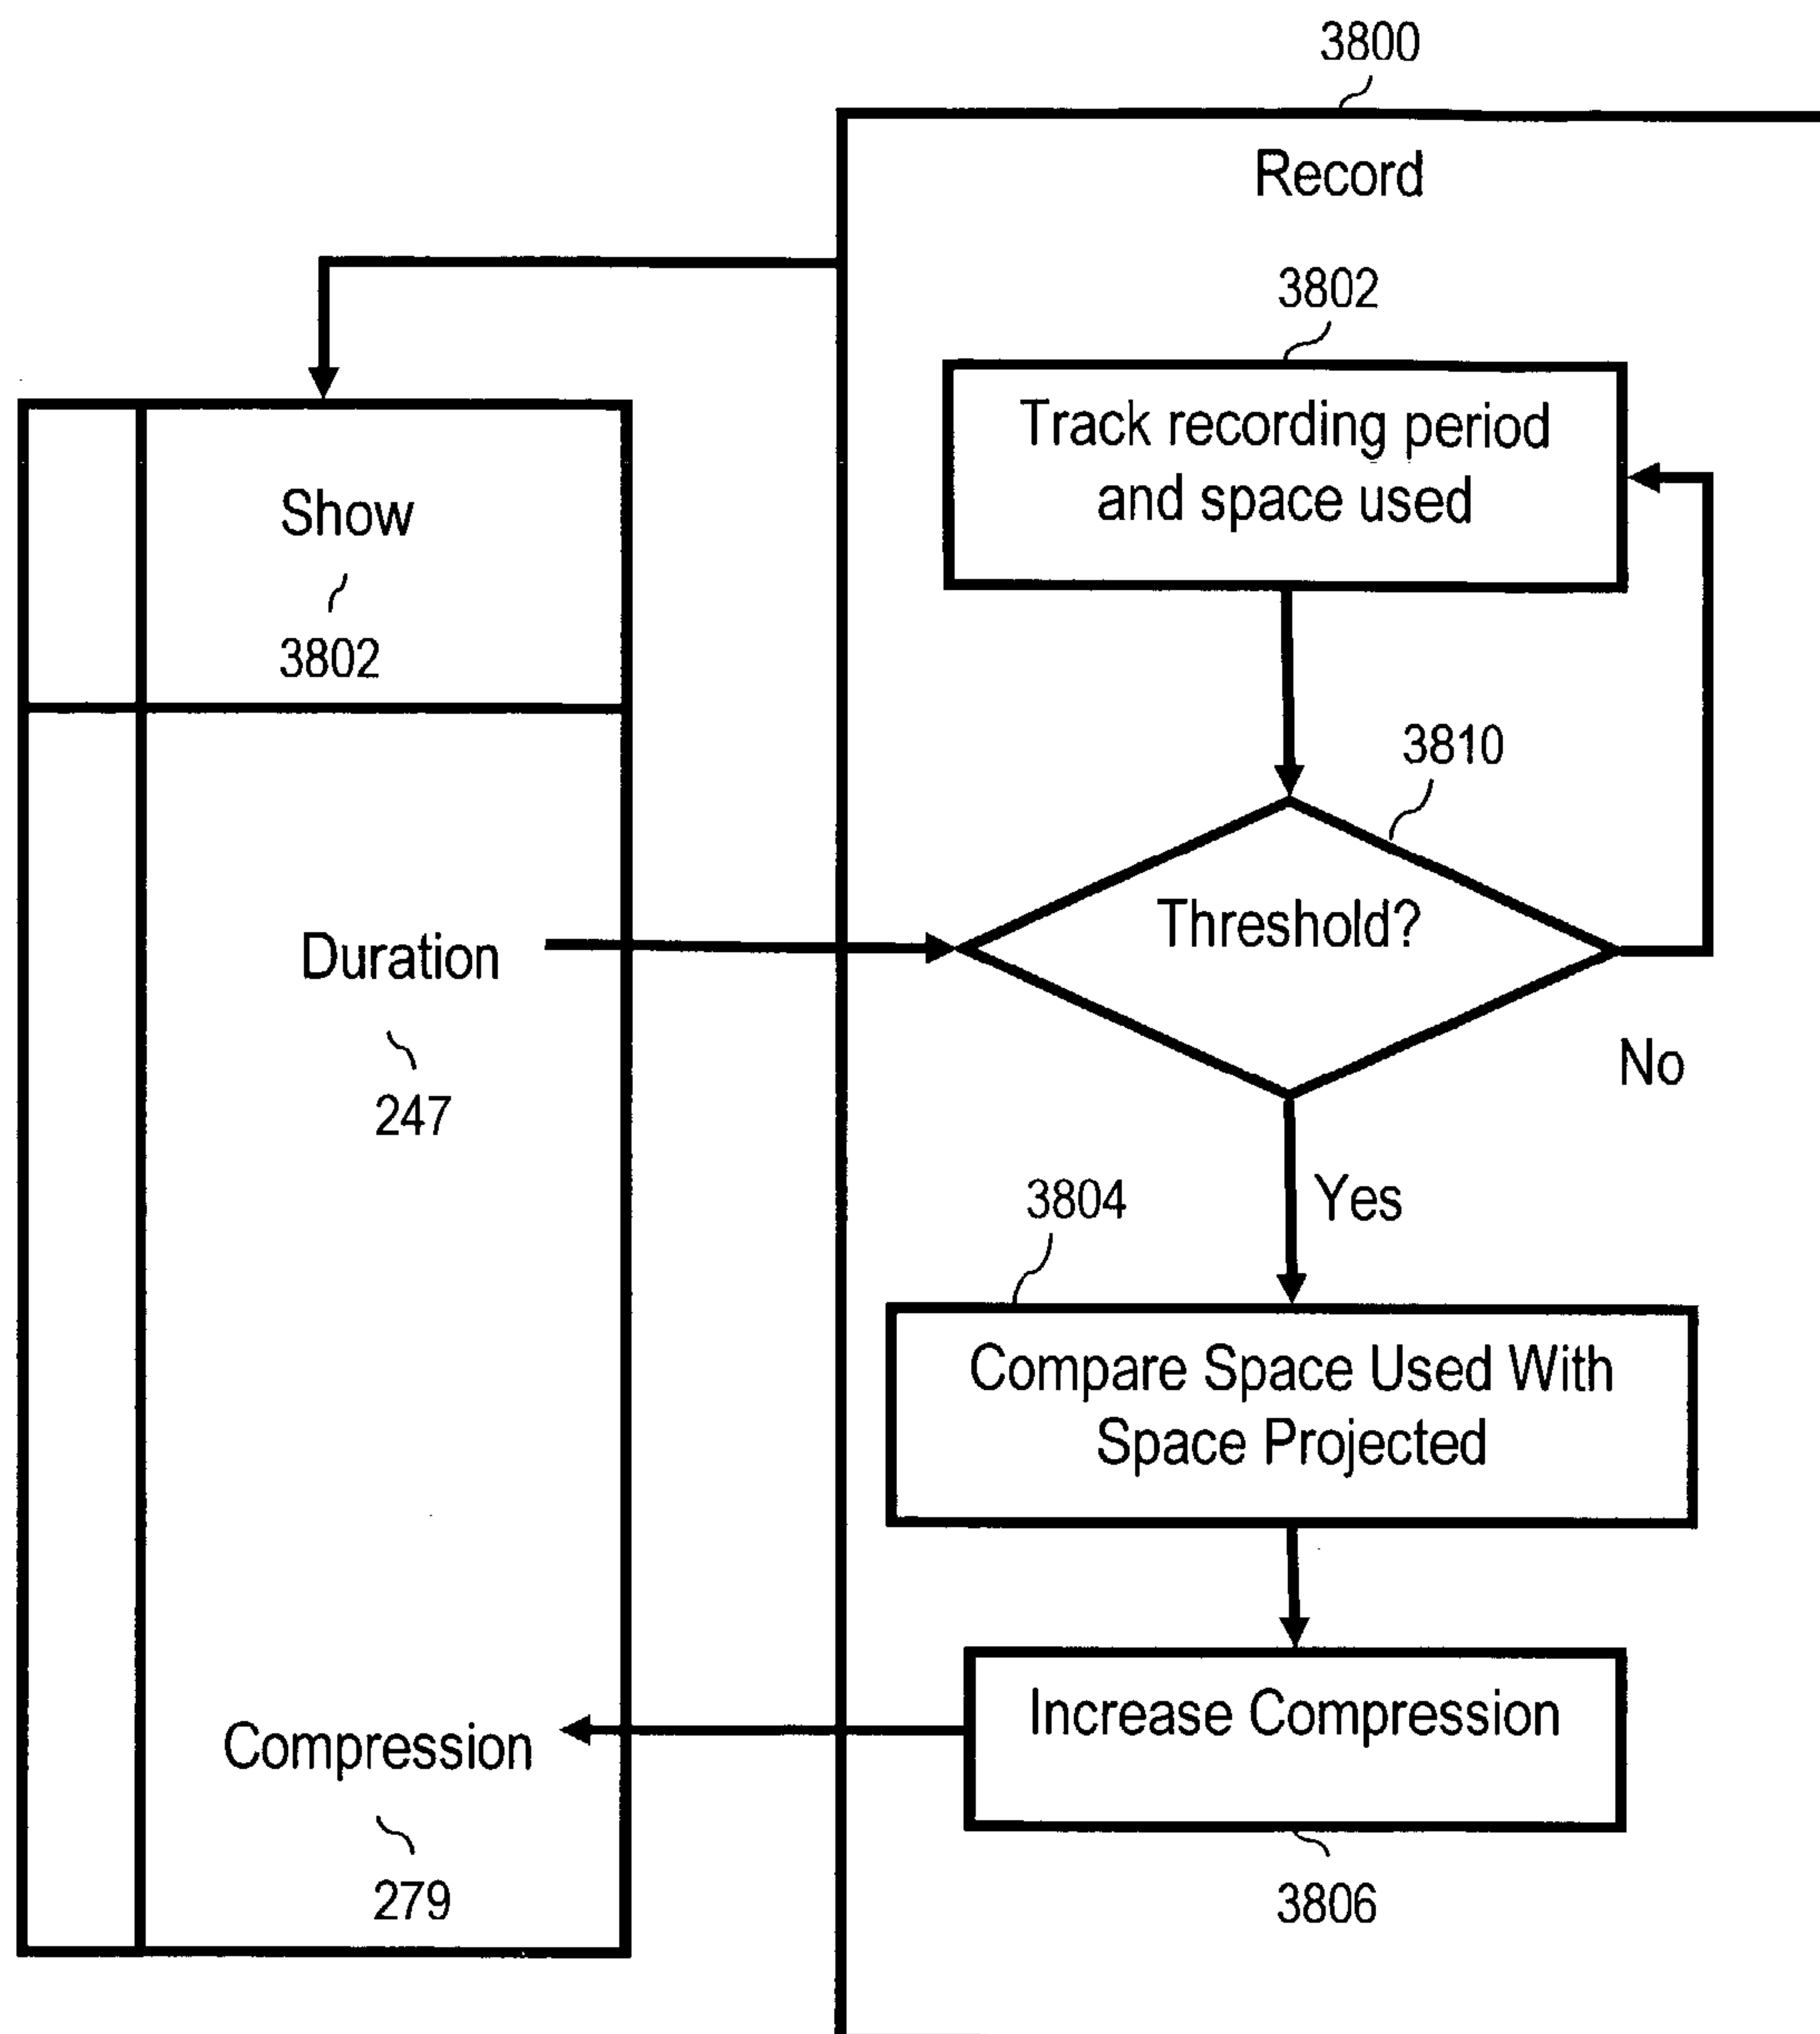 3800
Record
3802
Track recording period
and space used
Show
3802
3810
Threshold?
Duration
247
No
Yes
3804
Compare Space Used With
Space Projected
Increase Compression
Compression
279
3806